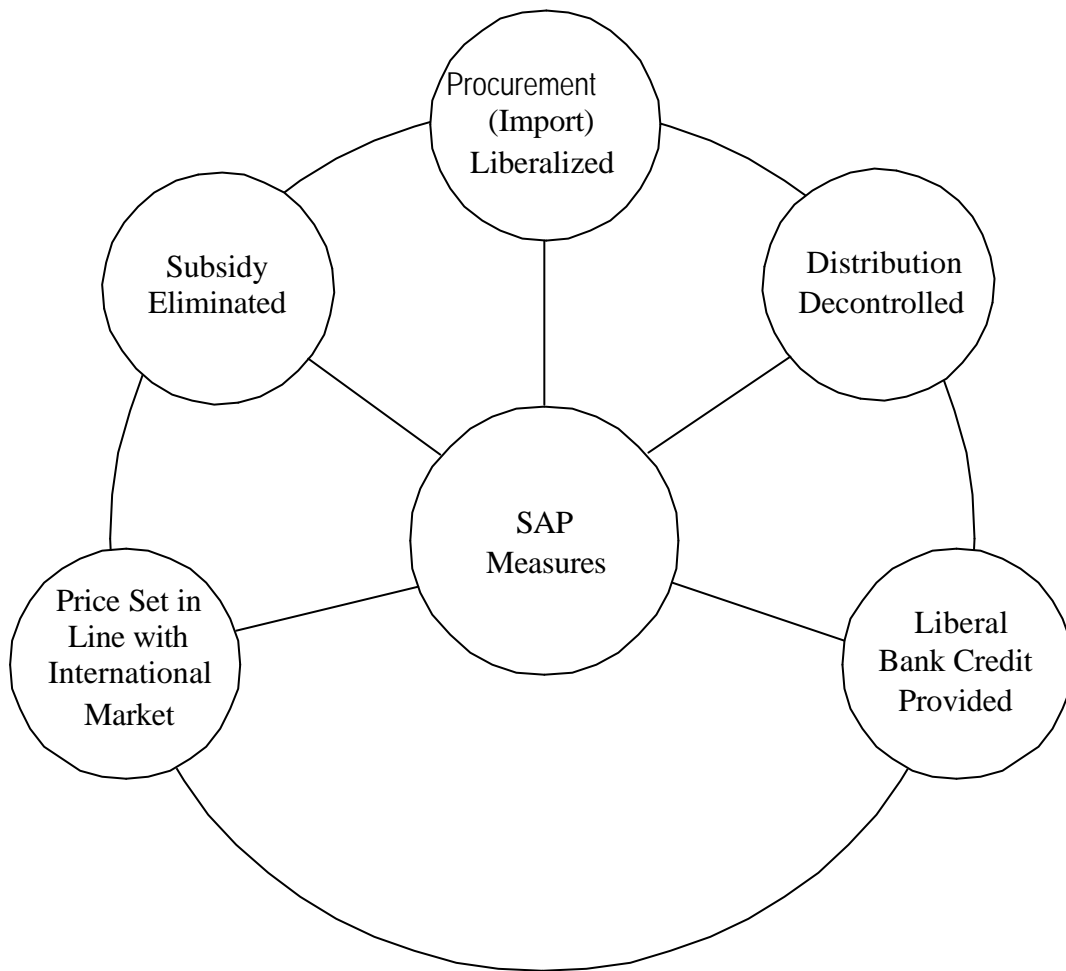 Procurement
(Import)
Liberalized
Subsidy
Eliminated
Distribution
Decontrolled
SAP
Measures
Price Set in
Line with
International
Market
Liberal
Bank Credit
Provided